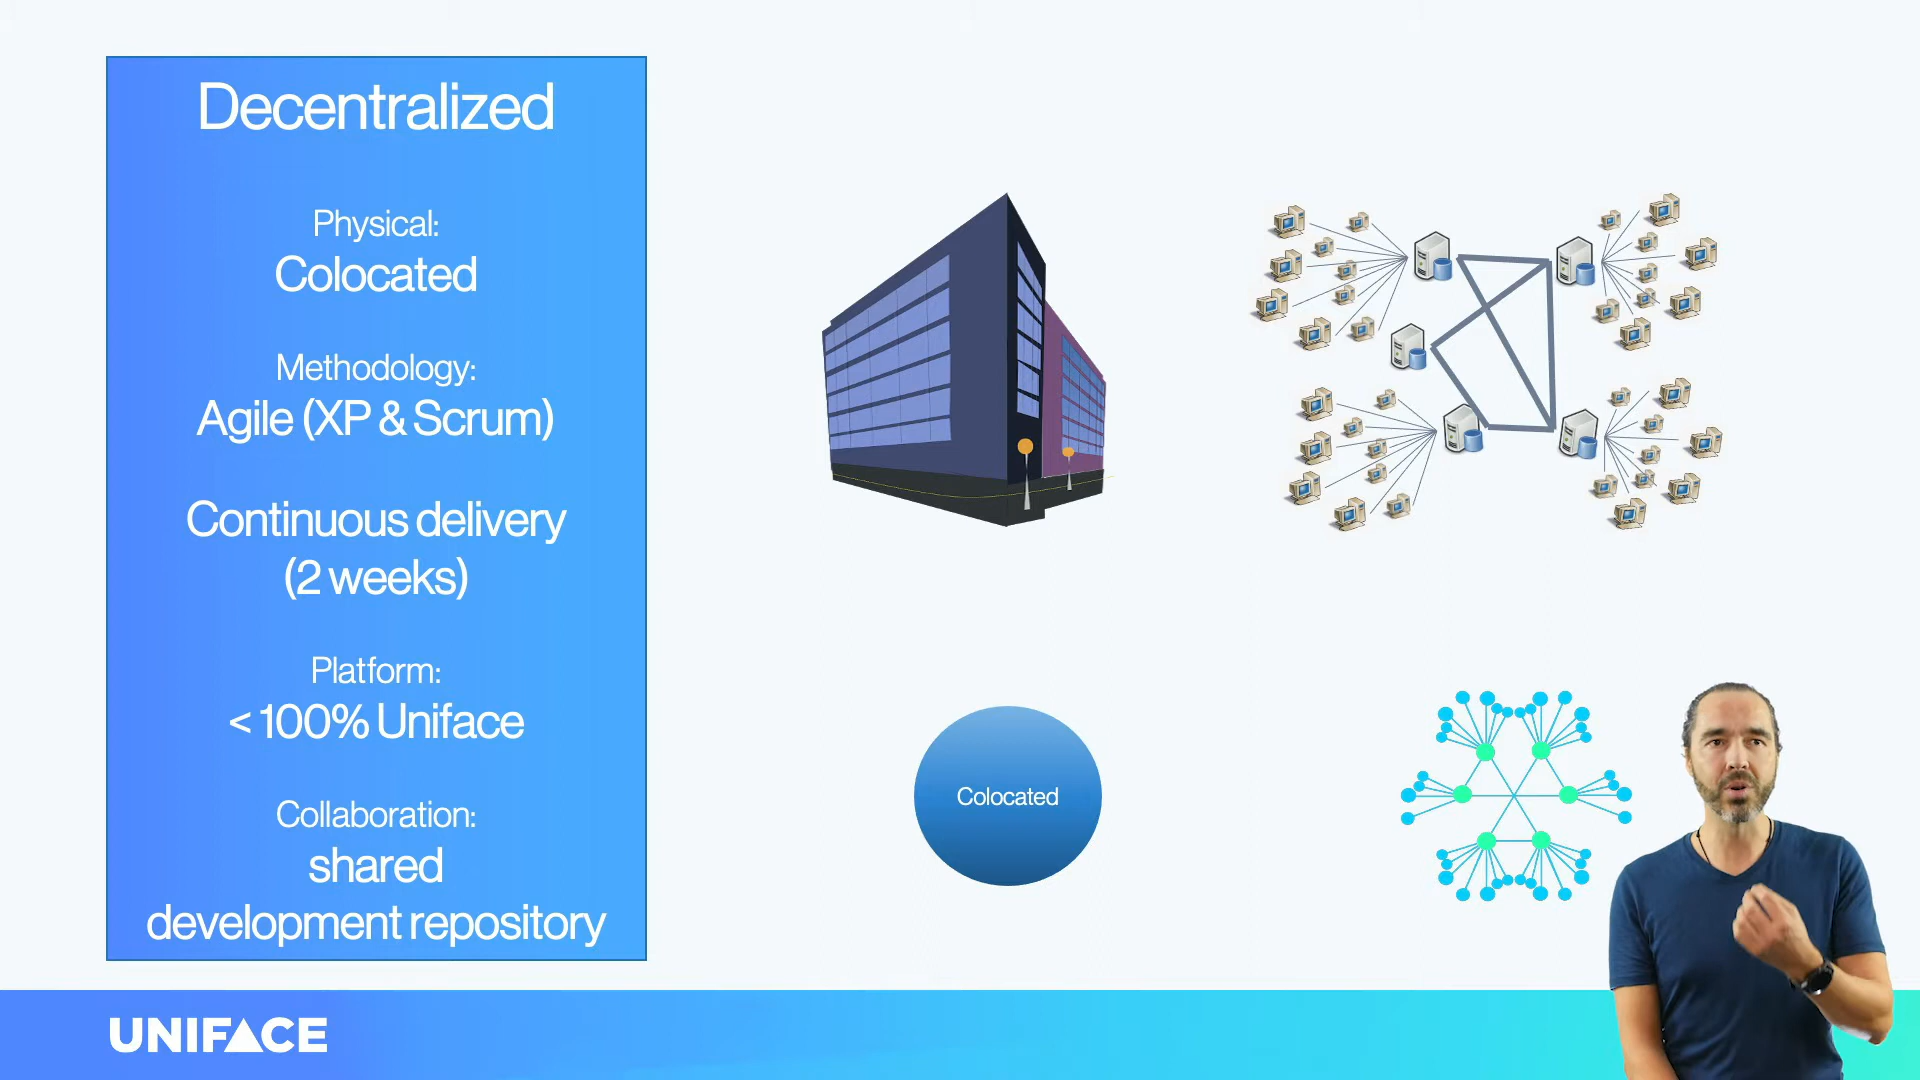 Decentralized
Physical:
Colocated
Methodology:
Agile (XP & Scrum)
Continuous delivery
(2 weeks)
Platform:
< 100% Uniface
Collaboration:
shared
development repository
Colocated
UNIFACE